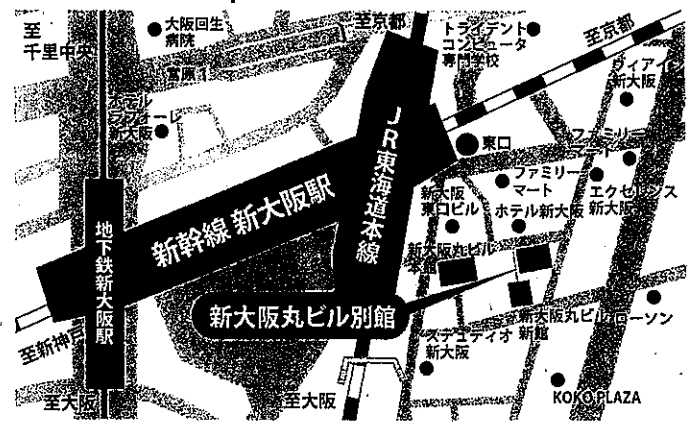 至
千里中央
大阪回生
病院
宮原1
ホテル
ラフォーレ
新大阪
至京都
トライデント
コンピュータ
専門学校
至京都
ヴィアイン
新大阪
JR東海道本線
東口
ファミリー
マート
新大阪
東口ビル
ファミリー
マート
エクセレンス
新大阪
ホテル新大阪
新幹線 新大阪駅
地下鉄新大阪駅
新大阪丸ビル
本館
新大阪丸ビル別館
新大阪丸ビル
新館
ローソン
ステュディオ
新大阪
至新神戸
至大阪
至大阪
KOKO PLAZA